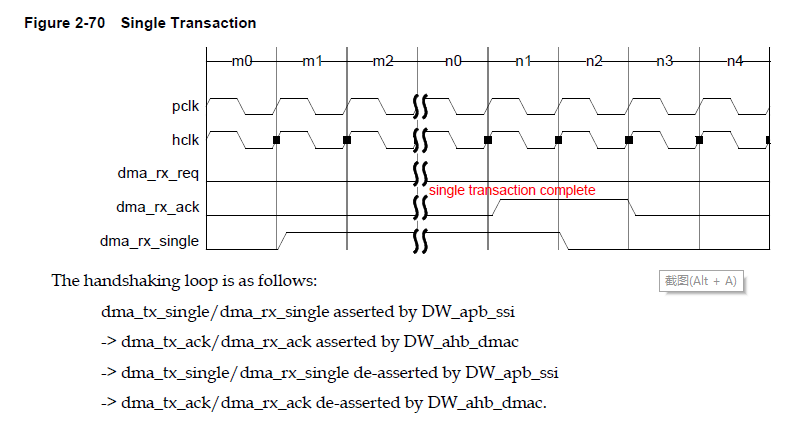 Figure 2-70 Single Transaction
m0 m1 m2 n0 n1 n2 n3 n4
pclk
hclk
dma_rx_req
single transaction complete
dma_rx_ack
dma_rx_single
The handshaking loop is as follows:
截图(Alt + A)
dma_tx_single/dma_rx_single asserted by DW_apb_ssi
-> dma_tx_ack/dma_rx_ack asserted by DW_ahb_dmac
-> dma_tx_single/dma_rx_single de-asserted by DW_apb_ssi
-> dma_tx_ack/dma_rx_ack de-asserted by DW_ahb_dmac.